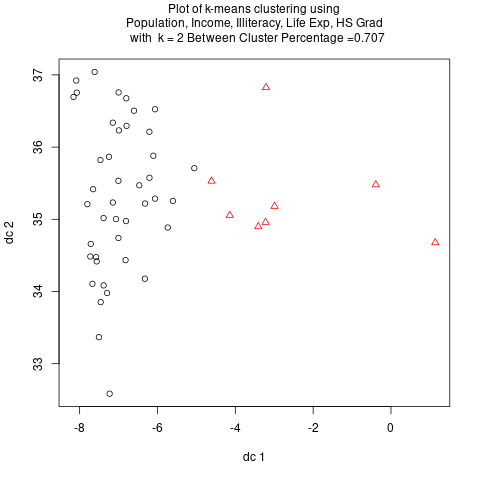 Plot of k-means clustering using
Population, Income, Illiteracy, Life Exp, HS Grad
with k = 2 Between Cluster Percentage =0.707
37
36
35
34
33
dc 2
-8
-6
-4
-2
0
dc 1